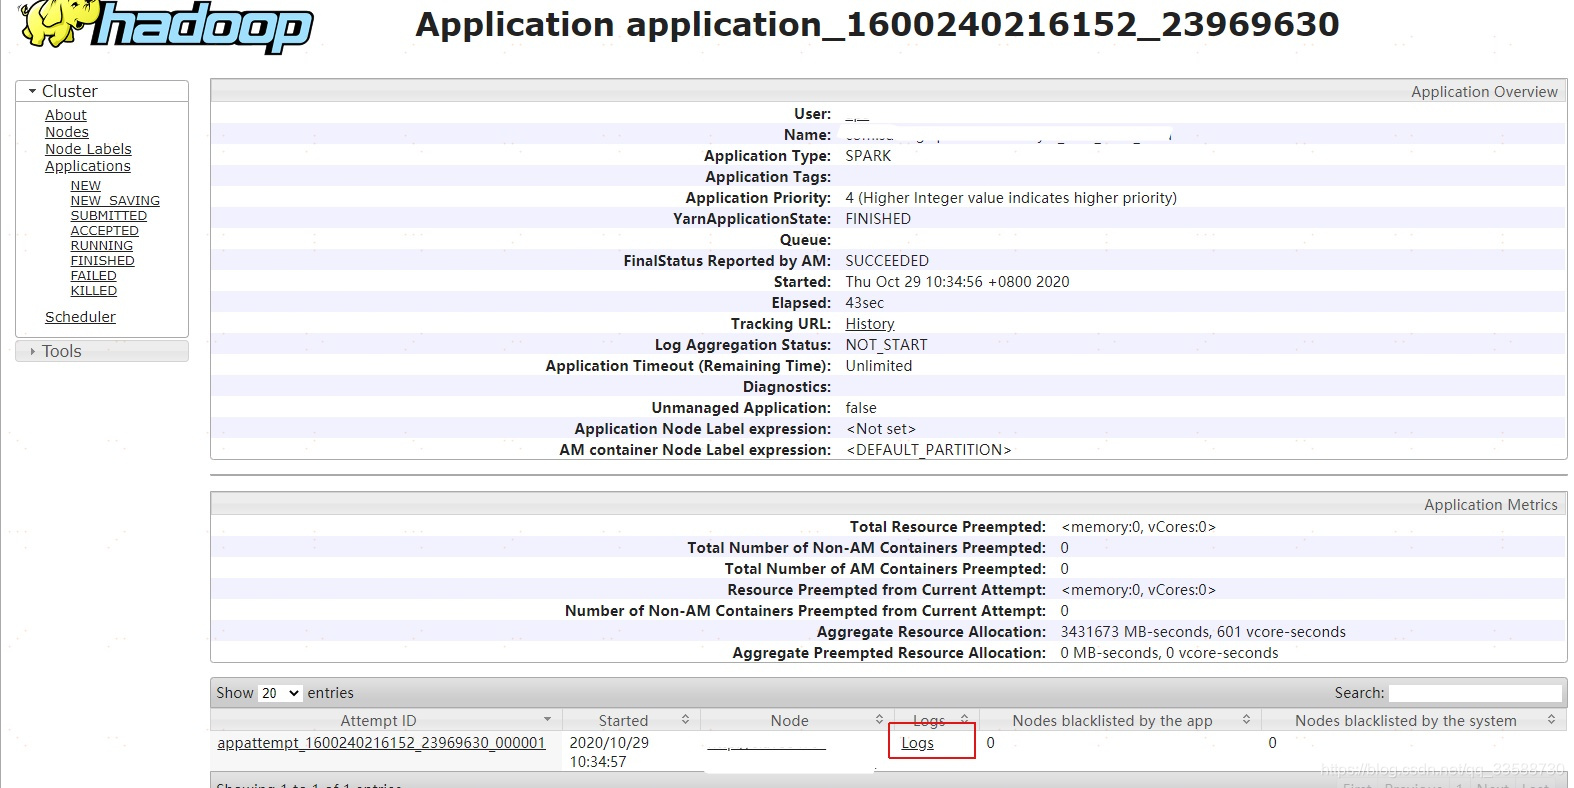 hadoop
Application application_1600240216152_23969630
Cluster
About
Nodes
Node Labels
Applications
NEW
NEW_SAVING
SUBMITTED
ACCEPTED
RUNNING
FINISHED
FAILED
KILLED
Scheduler
Tools
Application Overview
User:
Name:
Application Type: SPARK
Application Tags:
Application Priority: 4 (Higher Integer value indicates higher priority)
YarnApplicationState: FINISHED
Queue:
FinalStatus Reported by AM: SUCCEEDED
Started: Thu Oct 29 10:34:56 +0800 2020
Elapsed: 43sec
Tracking URL: History
Log Aggregation Status: NOT_START
Application Timeout (Remaining Time): Unlimited
Diagnostics:
Unmanaged Application: false
Application Node Label expression: <Not set>
AM container Node Label expression: <DEFAULT_PARTITION>
Application Metrics
Total Resource Preempted: <memory:0, vCores:0>
Total Number of Non-AM Containers Preempted: 0
Total Number of AM Containers Preempted: 0
Resource Preempted from Current Attempt: <memory:0, vCores:0>
Number of Non-AM Containers Preempted from Current Attempt: 0
Aggregate Resource Allocation: 3431673 MB-seconds, 601 vcore-seconds
Aggregate Preempted Resource Allocation: 0 MB-seconds, 0 vcore-seconds
Show 20 entries Search:
Attempt ID Started Node Logs Nodes blacklisted by the app Nodes blacklisted by the system
appattempt_1600240216152_23969630_000001 2020/10/29 Logs 0 0
10:34:57
https://blog.csdn.net/qq_33588730
Showing 1 to 1 of 1 entries First Previous 1 Next Last